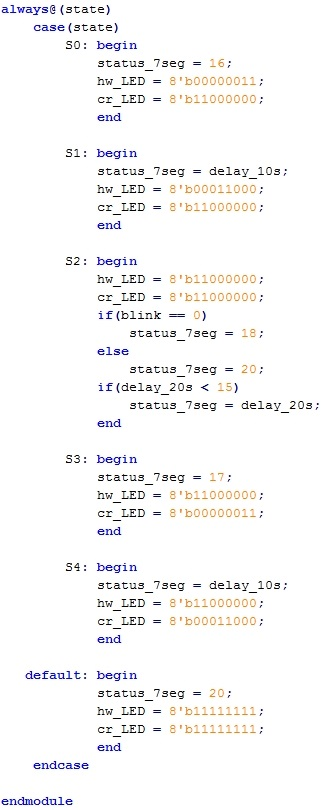 always@(state)
case(state)
S0: begin
status_7seg = 16;
hw_LED = 8'b00000011;
cr_LED = 8'b11000000;
end
S1: begin
status_7seg = delay_10s;
hw_LED = 8'b00011000;
cr_LED = 8'b11000000;
end
S2: begin
hw_LED = 8'b11000000;
cr_LED = 8'b11000000;
if(blink == 0)
status_7seg = 18;
else
status_7seg = 20;
if(delay_20s < 15)
status_7seg = delay_20s;
end
S3: begin
status_7seg = 17;
hw_LED = 8'b11000000;
cr_LED = 8'b00000011;
end
S4: begin
status_7seg = delay_10s;
hw_LED = 8'b11000000;
cr_LED = 8'b00011000;
end
default: begin
status_7seg = 20;
hw_LED = 8'b11111111;
cr_LED = 8'b11111111;
end
endcase
endmodule